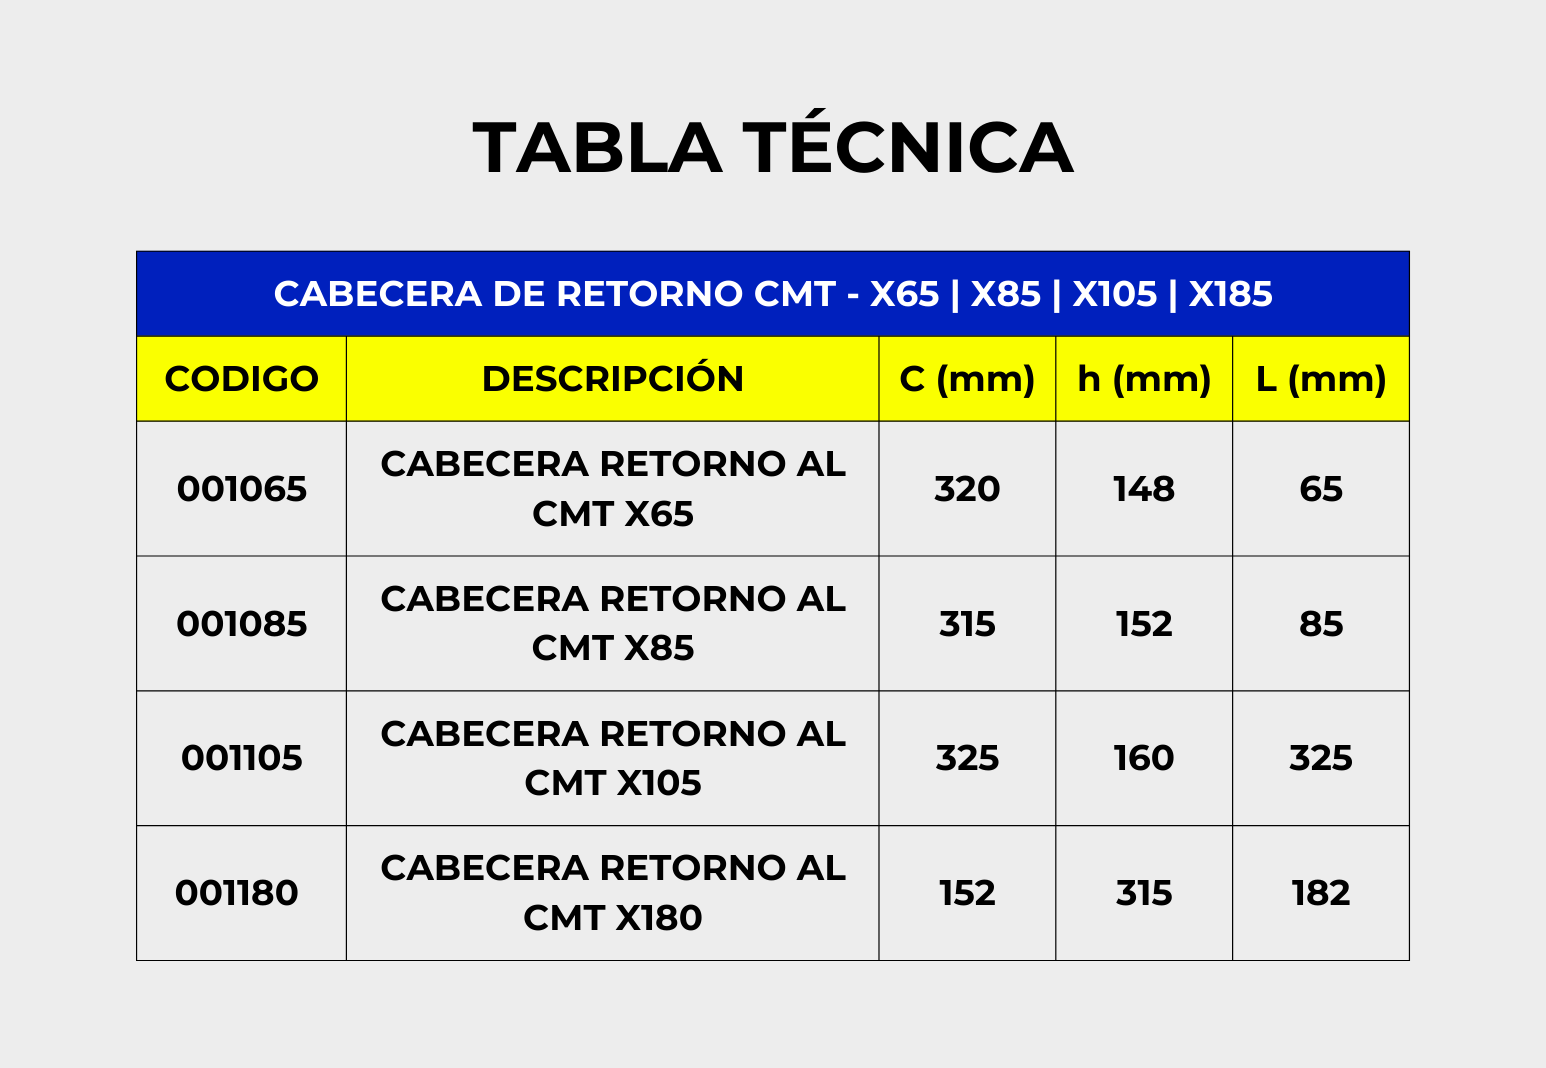 TABLA TÉCNICA
CABECERA DE RETORNO CMT - X65 | X85 | X105 | X185
CODIGO DESCRIPCIÓN C (mm) h (mm) L (mm)
001065 CABECERA RETORNO AL
CMT X65 320 148 65
001085 CABECERA RETORNO AL
CMT X85 315 152 85
001105 CABECERA RETORNO AL
CMT X105 325 160 325
001180 CABECERA RETORNO AL
CMT X180 152 315 182